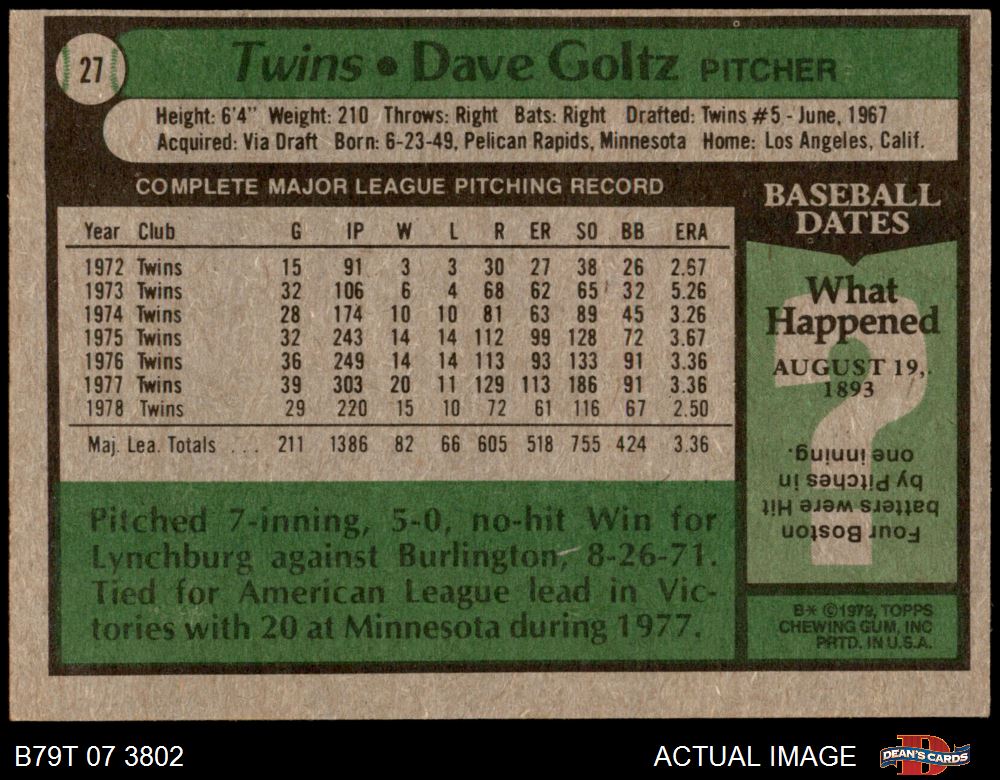 27
Twins • Dave Goltz PITCHER
Height: 6'4" Weight: 210 Throws: Right Bats: Right Drafted: Twins #5 - June, 1967
Acquired: Via Draft Born: 6-23-49, Pelican Rapids, Minnesota Home: Los Angeles, Calif.
COMPLETE MAJOR LEAGUE PITCHING RECORD
Year Club G IP W L R ER SO BB ERA
1972 Twins 15 91 3 3 30 27 38 26 2.67
1973 Twins 32 106 6 4 68 62 65 32 5.26
1974 Twins 28 174 10 10 81 63 89 45 3.26
1975 Twins 32 243 14 14 112 99 128 72 3.67
1976 Twins 36 249 14 14 113 93 133 91 3.36
1977 Twins 39 303 20 11 129 113 186 91 3.36
1978 Twins 29 220 15 10 72 61 116 67 2.50
Maj. Lea. Totals . . . 211 1386 82 66 605 518 755 424 3.36
Pitched 7-inning, 5-0, no-hit Win for
Lynchburg against Burlington, 8-26-71.
Tied for American League lead in Vic-
tories with 20 at Minnesota during 1977.
BASEBALL
DATES
What
Happened
AUGUST 19,
1893
?
Four Boston
batters were Hit
by Pitches in
one inning.
B* ©1979, TOPPS
CHEWING GUM, INC
PRTD. IN U.S.A.
B79T 07 3802
ACTUAL IMAGE
D
DEAN'S CARDS